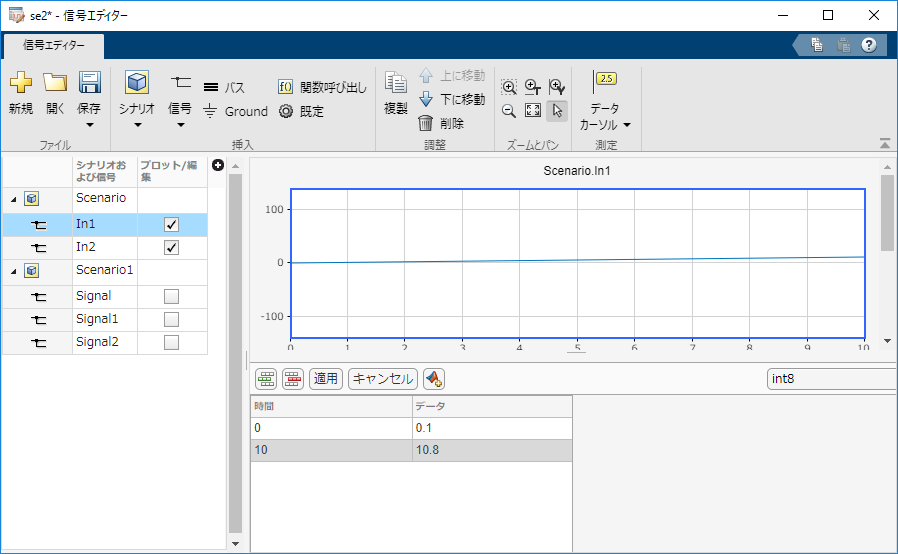 se2* - 信号エディター
信号エディター
新規
開く
保存
ファイル
シナリオ
信号
バス
Ground
関数呼び出し
既定
挿入
複製
上に移動
下に移動
削除
調整
ズームとパン
2.5
データ
カーソル
測定
シナリオお
よび信号
プロット/編
集
Scenario
In1
In2
Scenario1
Signal
Signal1
Signal2
Scenario.In1
100
0
-100
0 1 2 3 4 5 6 7 8 9 10
適用 キャンセル int8
時間 データ
0 0.1
10 10.8